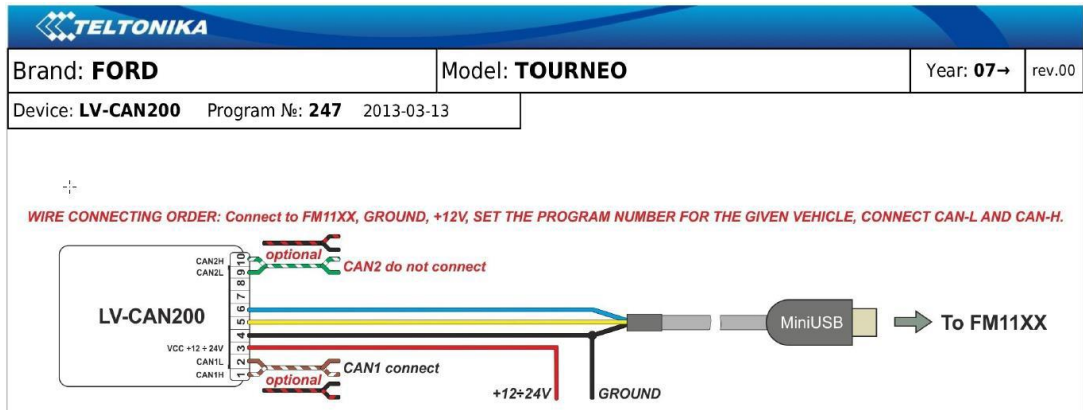 TELTONIKA
Brand: FORD
Model: TOURNEO
Year: 07→
rev.00
Device: LV-CAN200 Program №: 247 2013-03-13
WIRE CONNECTING ORDER: Connect to FM11XX, GROUND, +12V, SET THE PROGRAM NUMBER FOR THE GIVEN VEHICLE, CONNECT CAN-L AND CAN-H.
optional
CAN2H 10
CAN2L 9
CAN2 do not connect
8
7
LV-CAN200
6
5
MiniUSB
To FM11XX
4
VCC +12 ÷ 24V 3
CAN1L 2
CAN1 connect
CAN1H 1
optional
+12÷24V
GROUND